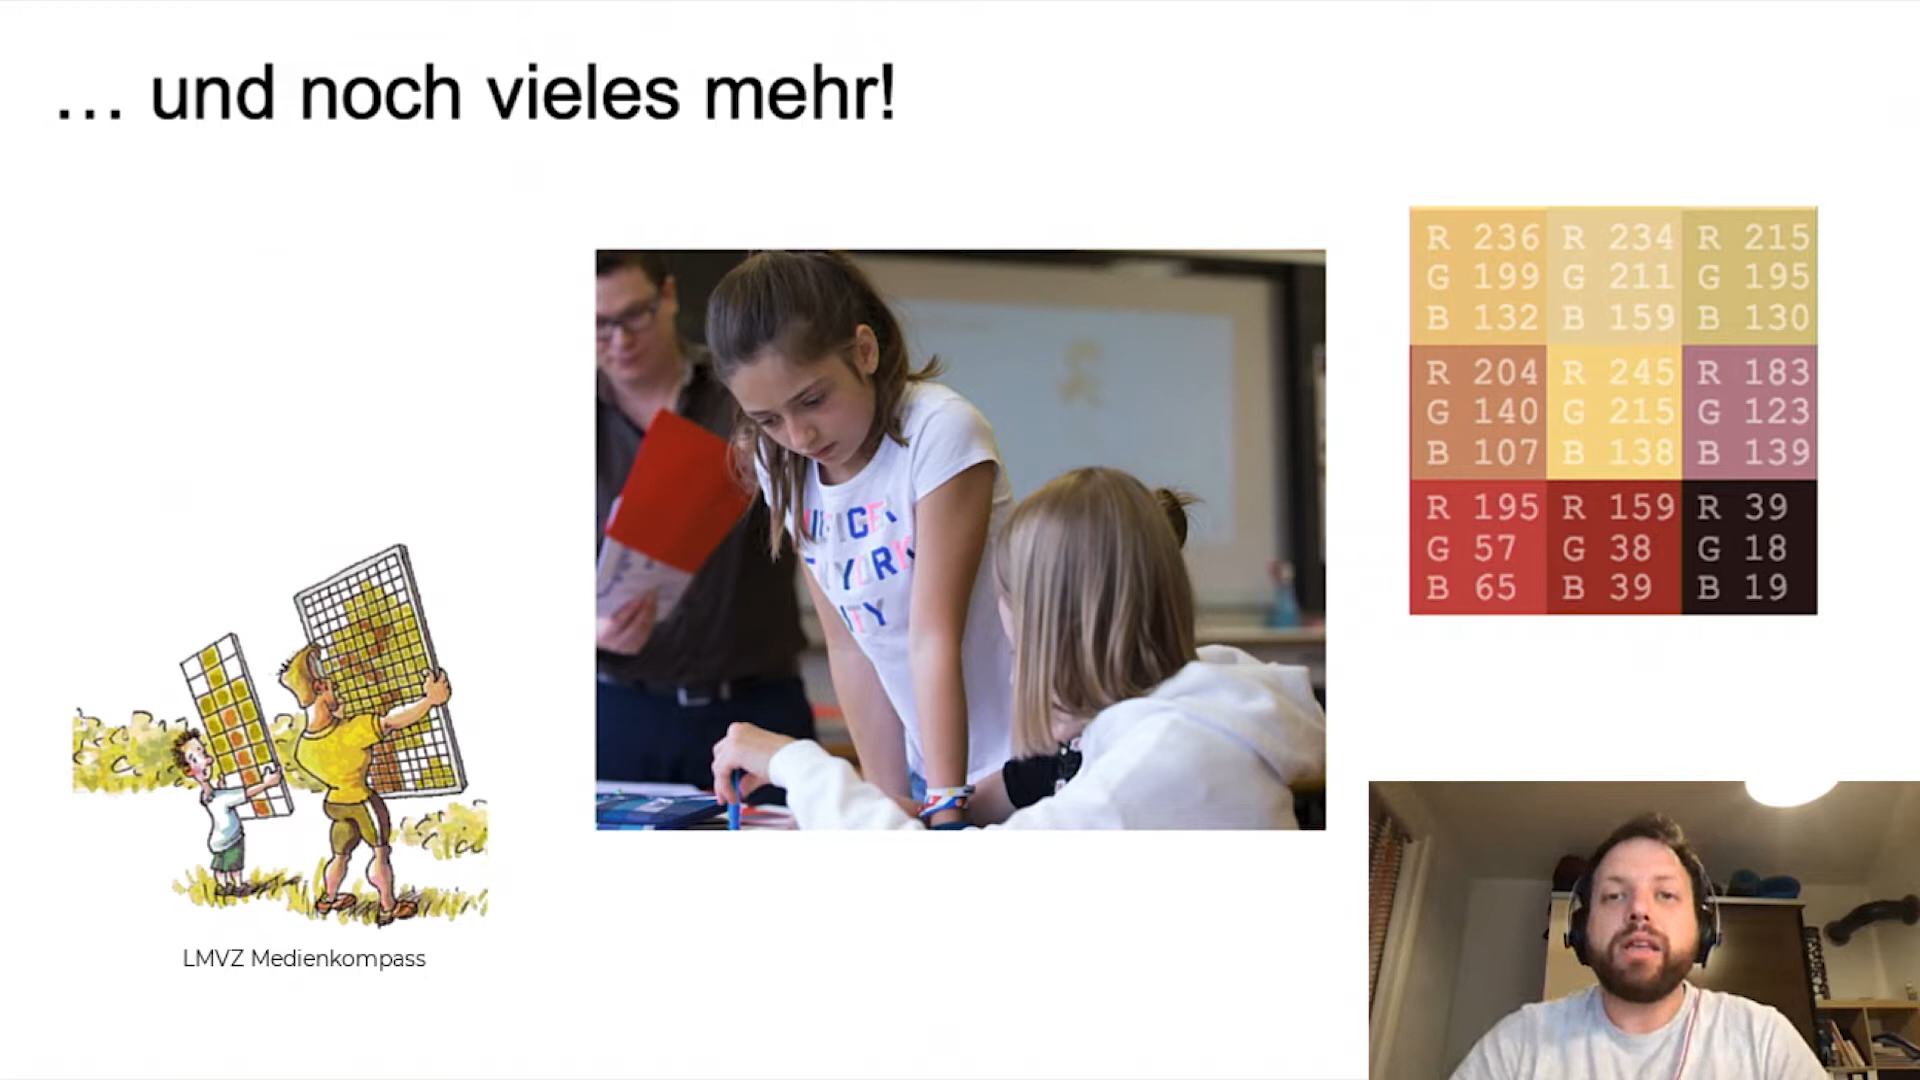 … und noch vieles mehr!
R 236 R 234 R 215
G 199 G 211 G 195
B 132 B 159 B 130
R 204 R 245 R 183
G 140 G 215 G 123
B 107 B 138 B 139
R 195 R 159 R 39
G 57 G 38 G 18
B 65 B 39 B 19
LMVZ Medienkompass